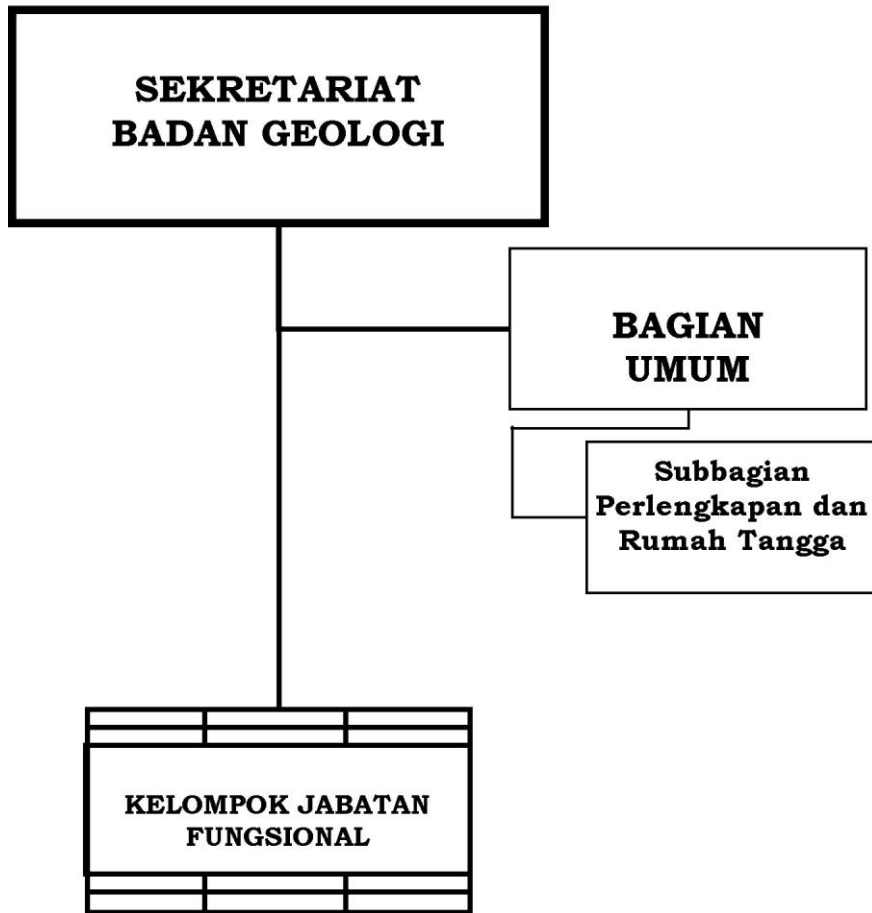 SEKRETARIAT
BADAN GEOLOGI
BAGIAN
UMUM
Subbagian
Perlengkapan dan
Rumah Tangga
KELOMPOK JABATAN
FUNGSIONAL